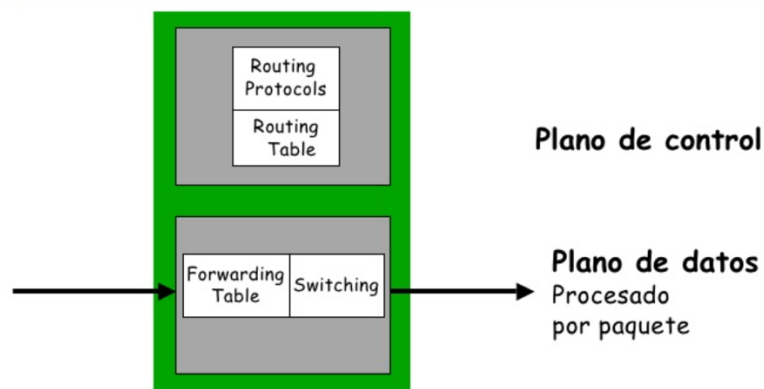 Routing
Protocols
Routing
Table
Plano de control
Forwarding
Table
Switching
Plano de datos
Procesado
por paquete